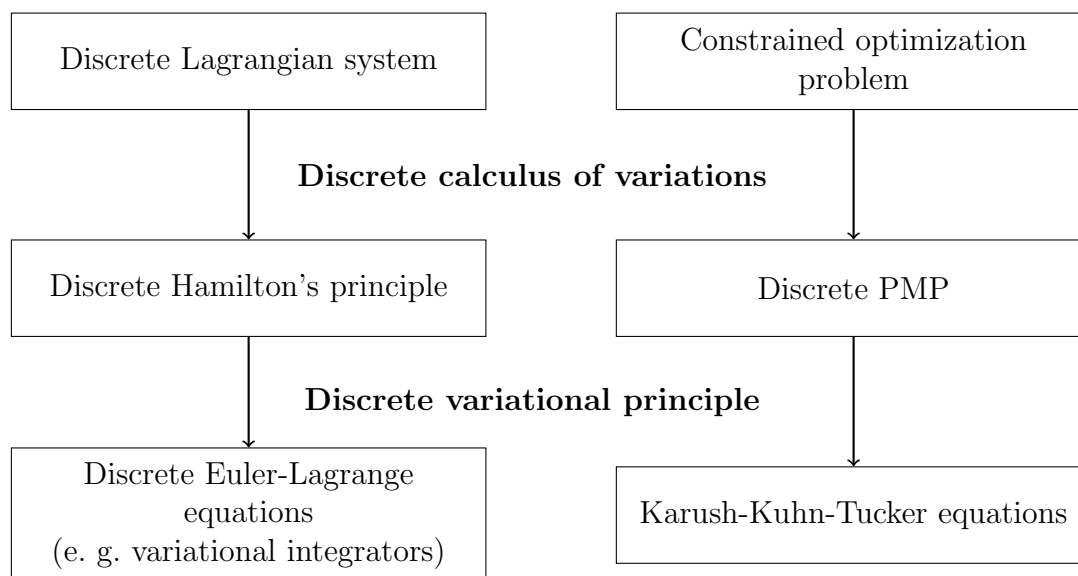 Discrete Lagrangian system
Constrained optimization
problem
Discrete calculus of variations
Discrete Hamilton's principle
Discrete PMP
Discrete variational principle
Discrete Euler-Lagrange
equations
(e. g. variational integrators)
Karush-Kuhn-Tucker equations